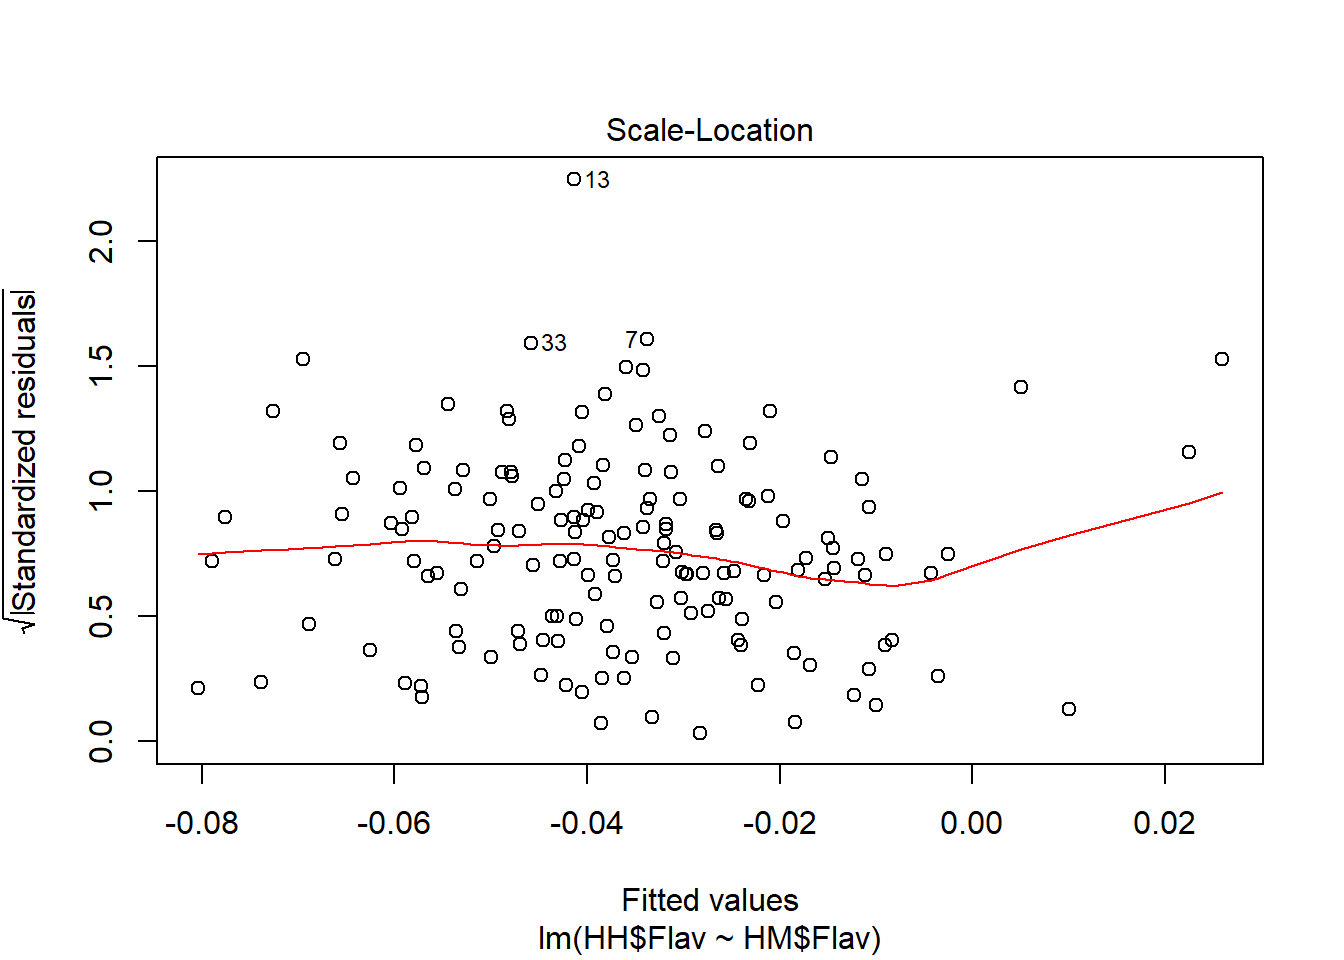 Scale-Location
13
33
7
√|Standardized residuals|
2.0
1.5
1.0
0.5
0.0
-0.08 -0.06 -0.04 -0.02 0.00 0.02
Fitted values
lm(HH$Flav ~ HM$Flav)